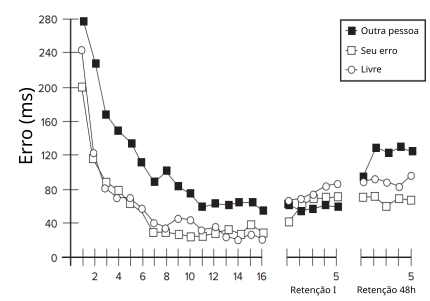 280
240
200
160
120
80
40
0
Erro (ms)
2 4 6 8 10 12 14 16
5
5
Retenção I
Retenção 48h
Outra pessoa
Seu erro
Livre